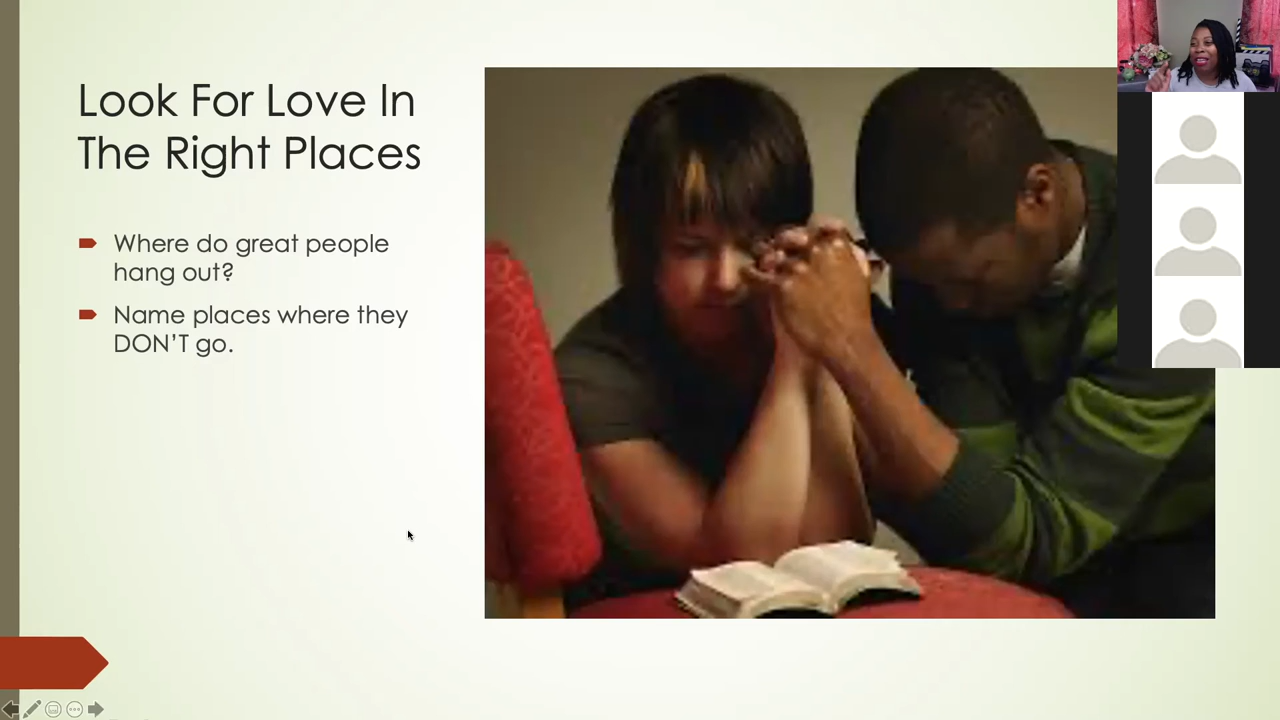 Look For Love In
The Right Places
Where do great people
hang out?
Name places where they
DON’T go.